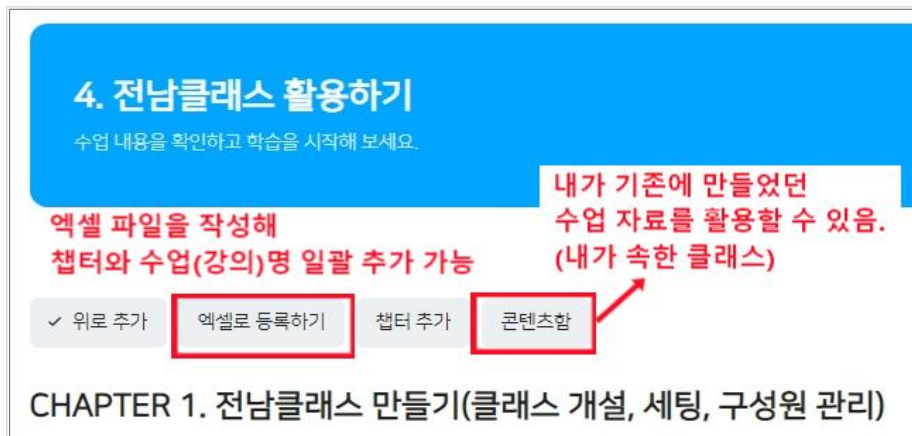 4. 전남클래스 활용하기
수업 내용을 확인하고 학습을 시작해 보세요.
내가 기존에 만들었던
수업 자료를 활용할 수 있음.
(내가 속한 클래스)
엑셀 파일을 작성해
챕터와 수업(강의)명 일괄 추가 가능
✓ 위로 추가
엑셀로 등록하기
챕터 추가
콘텐츠함
CHAPTER 1. 전남클래스 만들기(클래스 개설, 세팅, 구성원 관리)